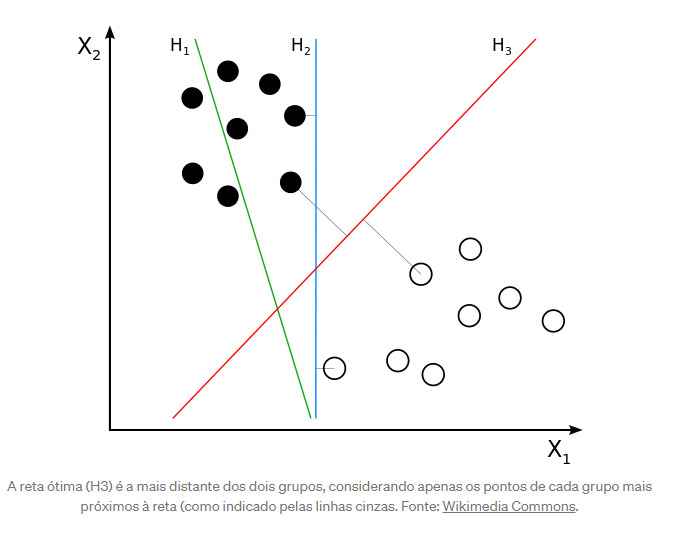 X2
H1 H2 H3
X1
A reta ótima (H3) é a mais distante dos dois grupos, considerando apenas os pontos de cada grupo mais
próximos à reta (como indicado pelas linhas cinzas. Fonte: Wikimedia Commons.